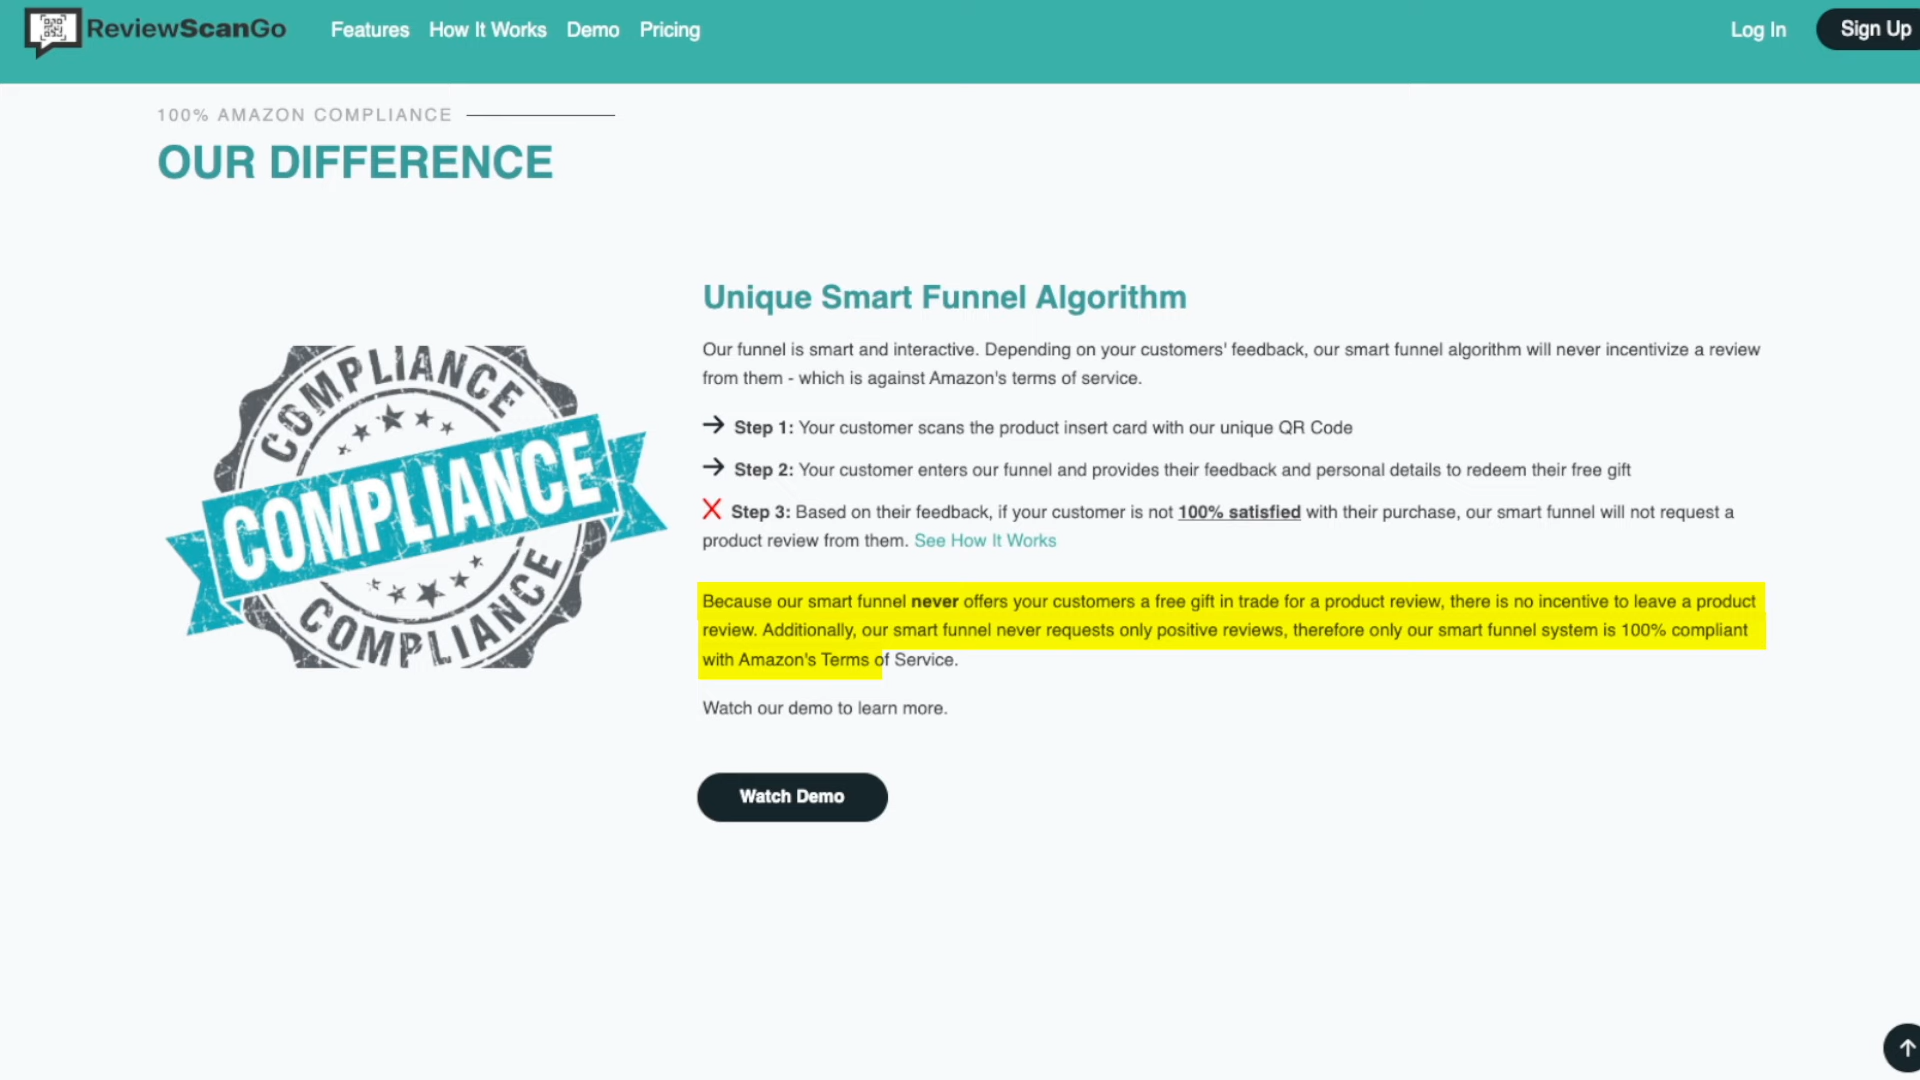 ReviewScanGo Features How It Works Demo Pricing Log In Sign Up
100% AMAZON COMPLIANCE
OUR DIFFERENCE
Unique Smart Funnel Algorithm
Our funnel is smart and interactive. Depending on your customers' feedback, our smart funnel algorithm will never incentivize a review
from them - which is against Amazon's terms of service.
→ Step 1: Your customer scans the product insert card with our unique QR Code
→ Step 2: Your customer enters our funnel and provides their feedback and personal details to redeem their free gift
X Step 3: Based on their feedback, if your customer is not 100% satisfied with their purchase, our smart funnel will not request a
product review from them. See How It Works
Because our smart funnel never offers your customers a free gift in trade for a product review, there is no incentive to leave a product
review. Additionally, our smart funnel never requests only positive reviews, therefore only our smart funnel system is 100% compliant
with Amazon's Terms of Service.
Watch our demo to learn more.
Watch Demo
COMPLIANCE
COMPLIANCE
COMPLIANCE